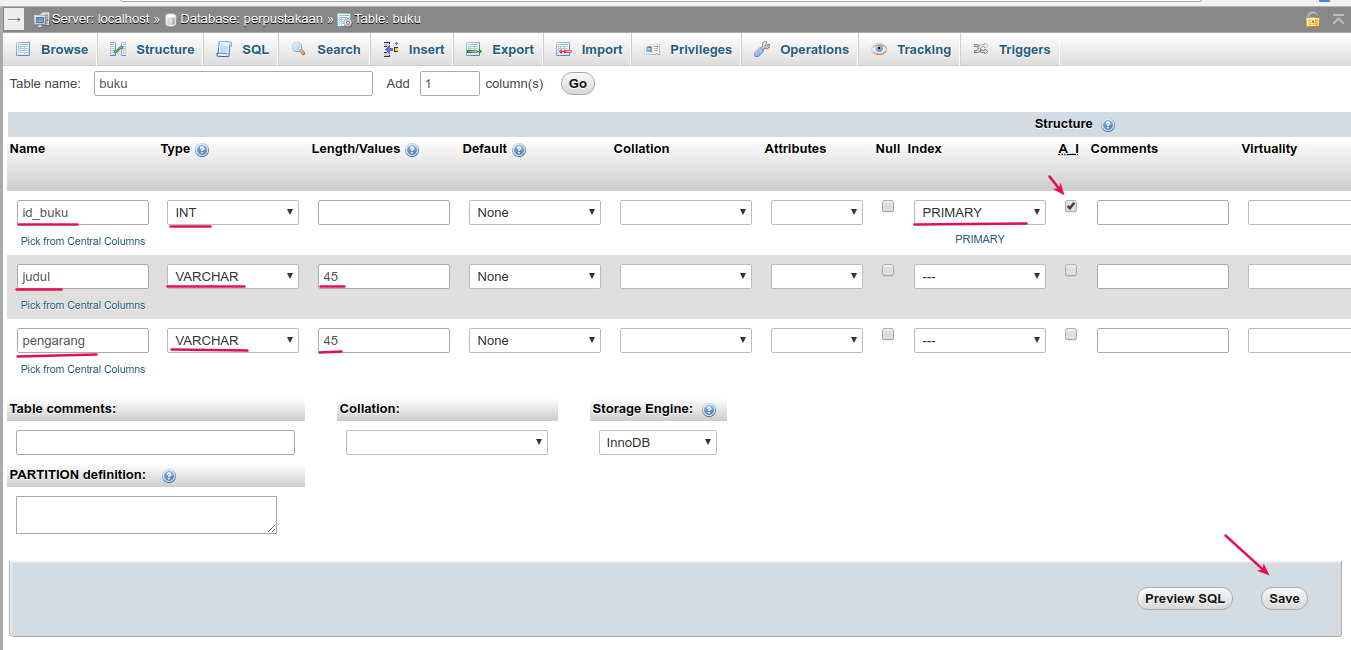 Server: localhost » Database: perpustakaan » Table: buku
Browse Structure SQL Search Insert Export Import Privileges Operations Tracking Triggers
Table name: buku Add 1 column(s) Go
Structure
Name Type Length/Values Default Collation Attributes Null Index A_I Comments Virtuality
id_buku INT None PRIMARY
Pick from Central Columns PRIMARY
judul VARCHAR 45 None ---
Pick from Central Columns
pengarang VARCHAR 45 None ---
Pick from Central Columns
Table comments: Collation: Storage Engine:
InnoDB
PARTITION definition:
Preview SQL Save